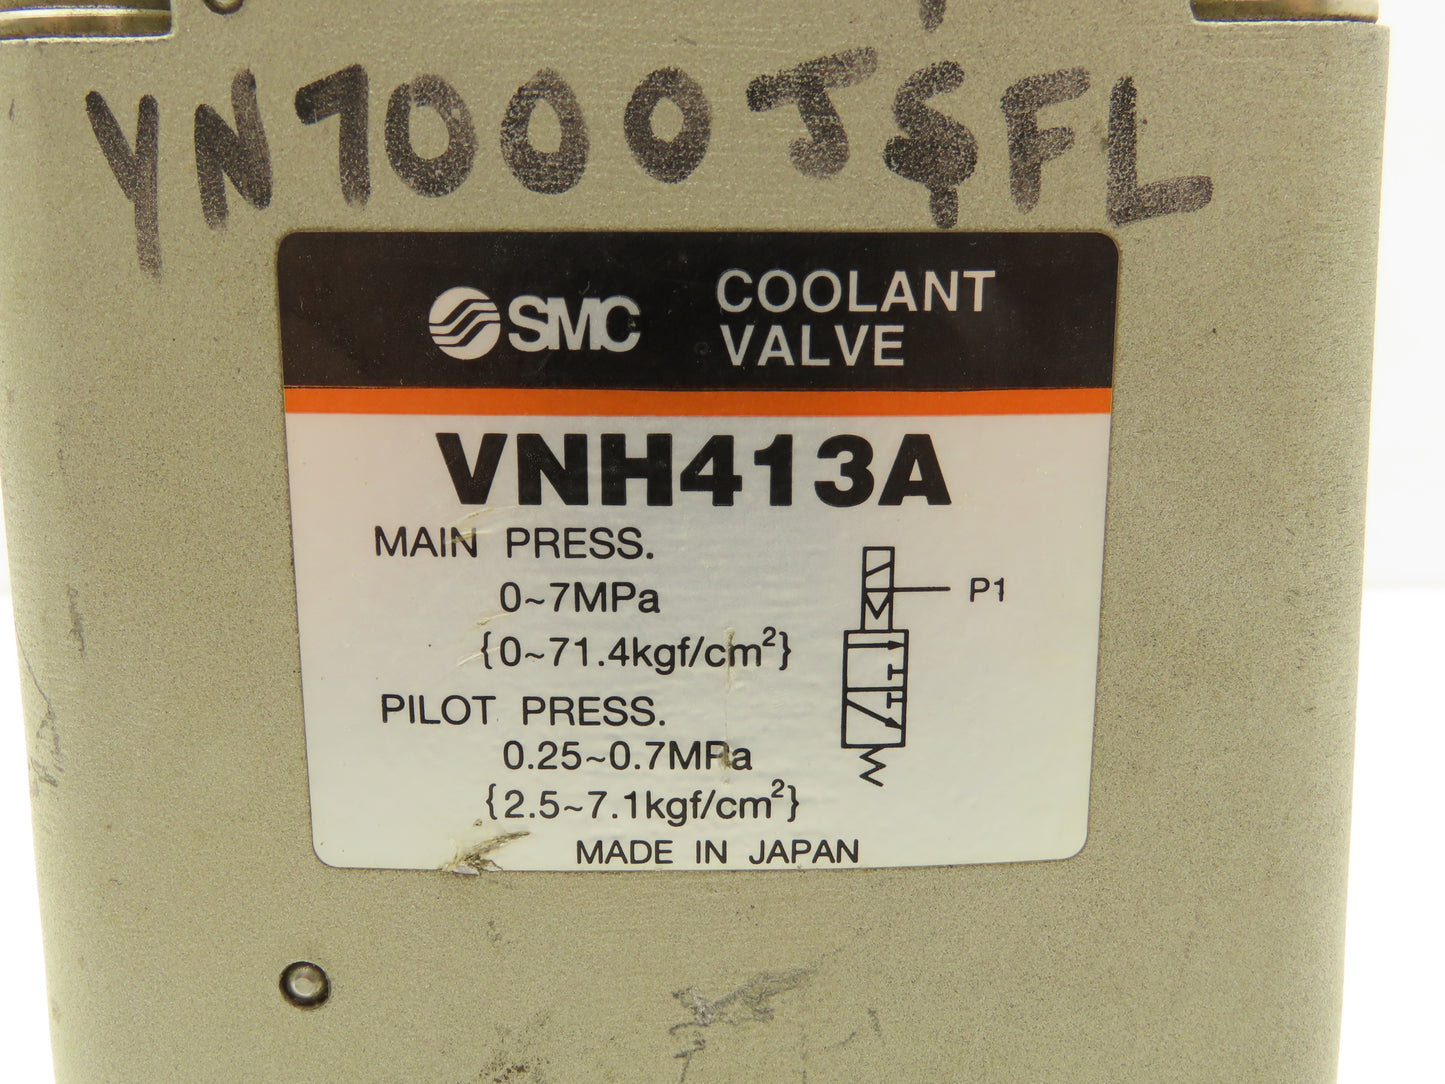 YN7000J$FL
SMC COOLANT VALVE
VNH413A
MAIN PRESS.
0~7MPa
{0~71.4kgf/cm²}
P1
PILOT PRESS.
0.25~0.7MPa
{2.5~7.1kgf/cm²}
MADE IN JAPAN